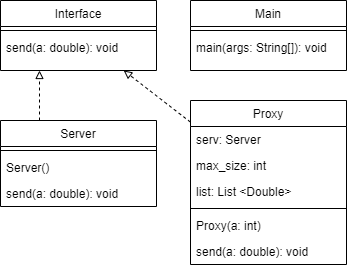 Interface
send(a: double): void
Main
main(args: String[]): void
Server
Server()
send(a: double): void
Proxy
serv: Server
max_size: int
list: List <Double>
Proxy(a: int)
send(a: double): void